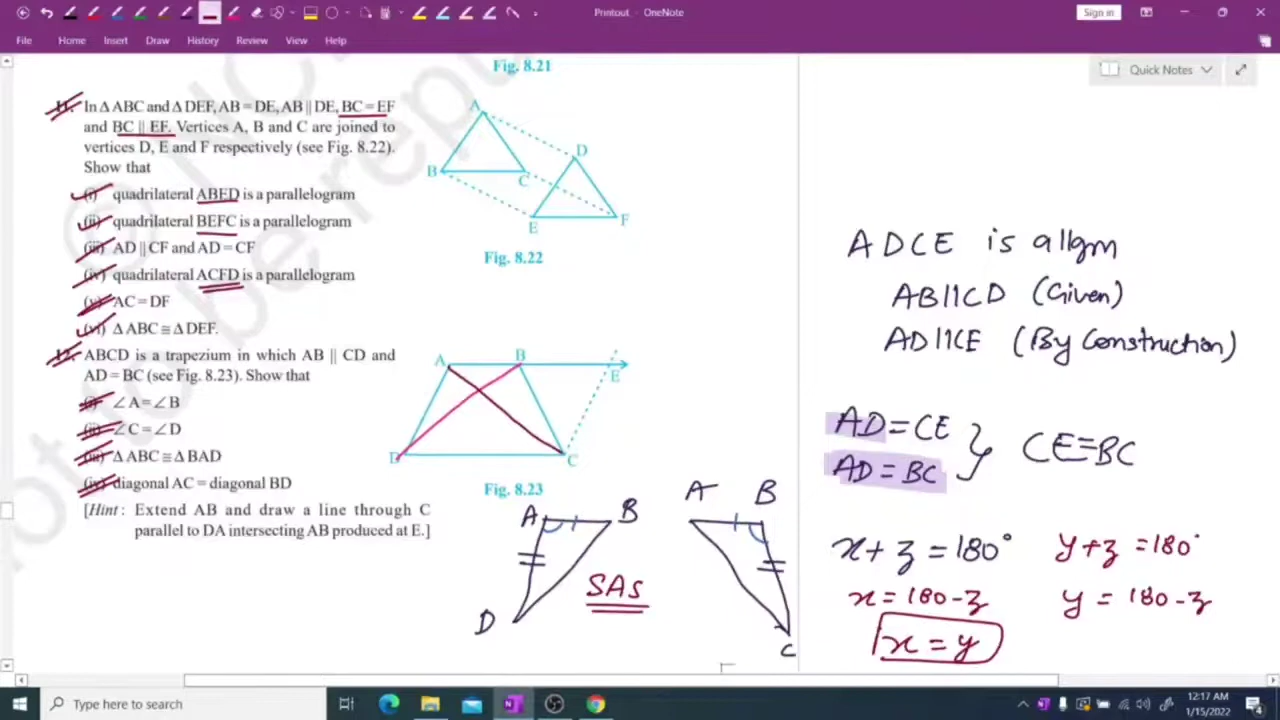 Printout - OneNote
Sign in
File Home Insert Draw History Review View Help
Quick Notes
Fig. 8.21
11. In Δ ABC and Δ DEF, AB = DE, AB || DE, BC = EF
and BC || EF. Vertices A, B and C are joined to
vertices D, E and F respectively (see Fig. 8.22).
Show that
(i) quadrilateral ABED is a parallelogram
(ii) quadrilateral BEFC is a parallelogram
(iii) AD || CF and AD = CF
(iv) quadrilateral ACFD is a parallelogram
(v) AC = DF
(vi) Δ ABC ≅ Δ DEF.
A
D
B
C
E
F
Fig. 8.22
12. ABCD is a trapezium in which AB || CD and
AD = BC (see Fig. 8.23). Show that
(i) ∠A = ∠B
(ii) ∠C = ∠D
(iii) Δ ABC ≅ Δ BAD
(iv) diagonal AC = diagonal BD
[Hint : Extend AB and draw a line through C
parallel to DA intersecting AB produced at E.]
A
B
E
D
C
Fig. 8.23
A B
D
SAS
A B
C
ADCE is a llgm
AB||CD (Given)
AD||CE (By Construction)
AD = CE
AD = BC
CE = BC
x + z = 180° y + z = 180°
x = 180 - z y = 180 - z
x = y
Type here to search
12:17 AM
1/15/2022
4